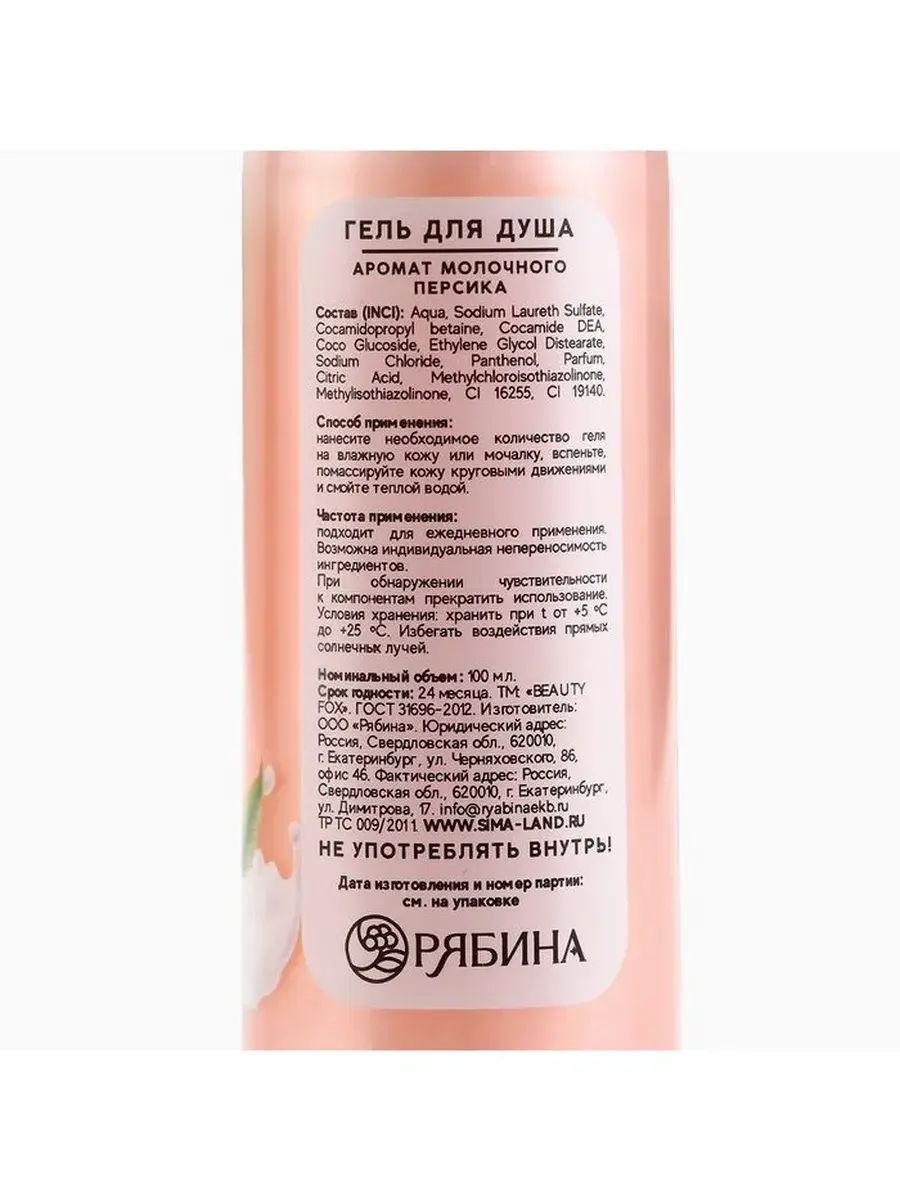 ГЕЛЬ ДЛЯ ДУША
АРОМАТ МОЛОЧНОГО
ПЕРСИКА
Состав (INCI): Aqua, Sodium Laureth Sulfate,
Cocamidopropyl betaine, Cocamide DEA,
Coco Glucoside, Ethylene Glycol Distearate,
Sodium Chloride, Panthenol, Parfum,
Citric Acid, Methylchloroisothiazolinone,
Methylisothiazolinone, CI 16255, CI 19140.
Способ применения:
нанесите необходимое количество геля
на влажную кожу или мочалку, вспеньте,
помассируйте кожу круговыми движениями
и смойте теплой водой.
Частота применения:
подходит для ежедневного применения.
Возможна индивидуальная непереносимость
ингредиентов.
При обнаружении чувствительности
к компонентам прекратить использование.
Условия хранения: хранить при t от +5 °C
до +25 °C. Избегать воздействия прямых
солнечных лучей.
Номинальный объем: 100 мл.
Срок годности: 24 месяца. ТМ: «BEAUTY
FOX». ГОСТ 31696-2012. Изготовитель:
ООО «Рябина». Юридический адрес:
Россия, Свердловская обл., 620010,
г. Екатеринбург, ул. Черняховского, 86,
офис 46. Фактический адрес: Россия,
Свердловская обл., 620010, г. Екатеринбург,
ул. Димитрова, 17. info@ryabinaekb.ru
ТР ТС 009/2011. WWW.SIMA-LAND.RU
НЕ УПОТРЕБЛЯТЬ ВНУТРЬ!
Дата изготовления и номер партии:
см. на упаковке
РЯБИНА